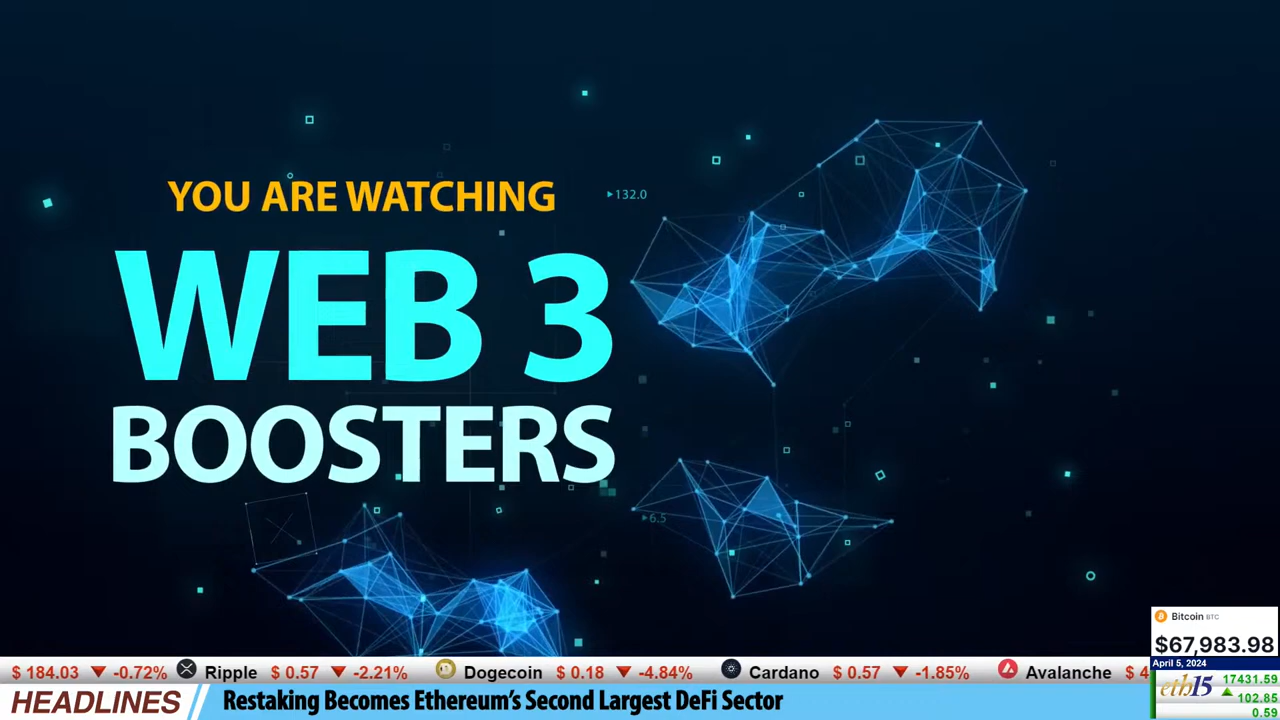 YOU ARE WATCHING
132.0
WEB 3
BOOSTERS
6.5
Bitcoin BTC
$67,983.98
April 5, 2024
$ 184.03 -0.72% Ripple $ 0.57 -2.21% Dogecoin $ 0.18 -4.84% Cardano $ 0.57 -1.85% Avalanche $ 4
eth15 17431.59
102.85
0.59
HEADLINES Restaking Becomes Ethereum's Second Largest DeFi Sector